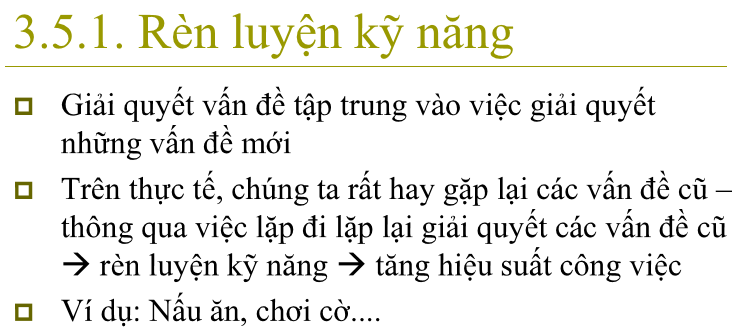 3.5.1. Rèn luyện kỹ năng
Giải quyết vấn đề tập trung vào việc giải quyết
những vấn đề mới
Trên thực tế, chúng ta rất hay gặp lại các vấn đề cũ –
thông qua việc lặp đi lặp lại giải quyết các vấn đề cũ
→ rèn luyện kỹ năng → tăng hiệu suất công việc
Ví dụ: Nấu ăn, chơi cờ....